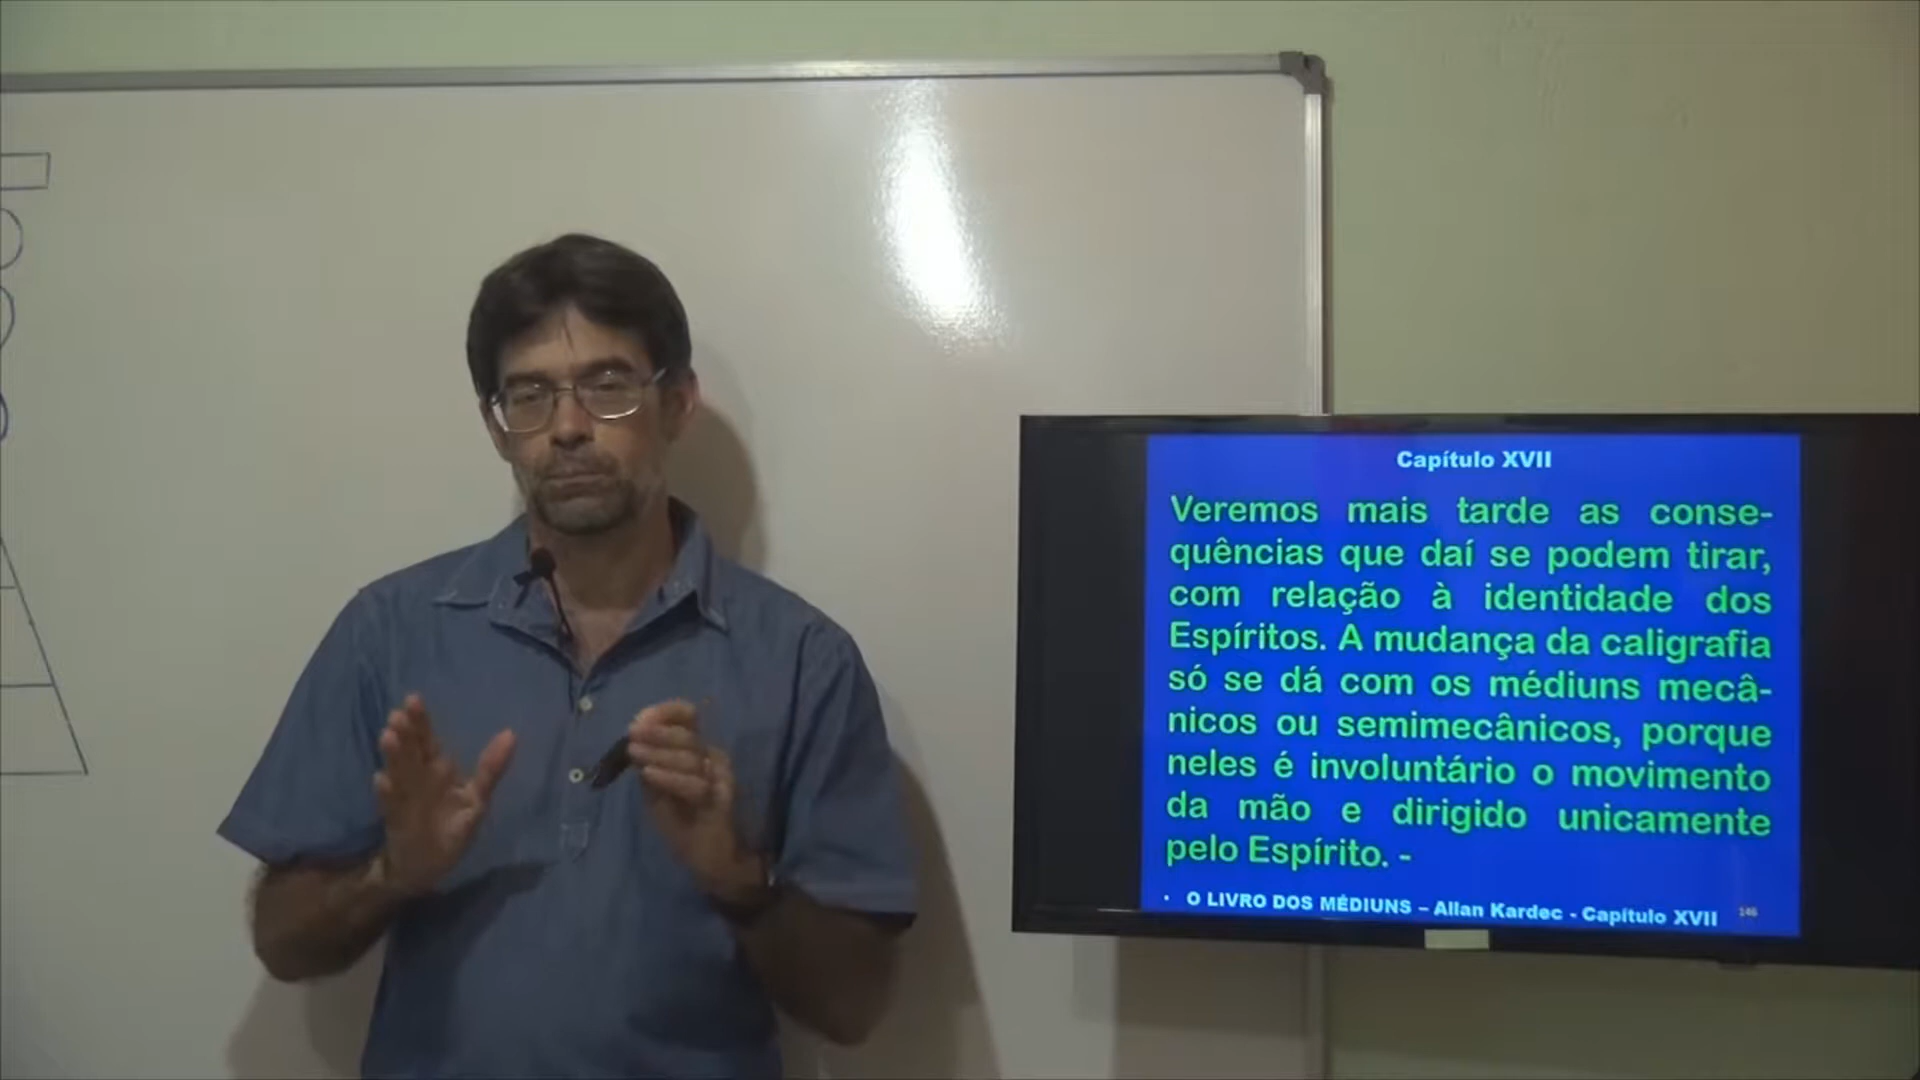 Capítulo XVII
Veremos mais tarde as conse-
quências que daí se podem tirar,
com relação à identidade dos
Espíritos. A mudança da caligrafia
só se dá com os médiuns mecâ-
nicos ou semimecânicos, porque
neles é involuntário o movimento
da mão e dirigido unicamente
pelo Espírito. -
• O LIVRO DOS MÉDIUNS – Allan Kardec - Capítulo XVII
146